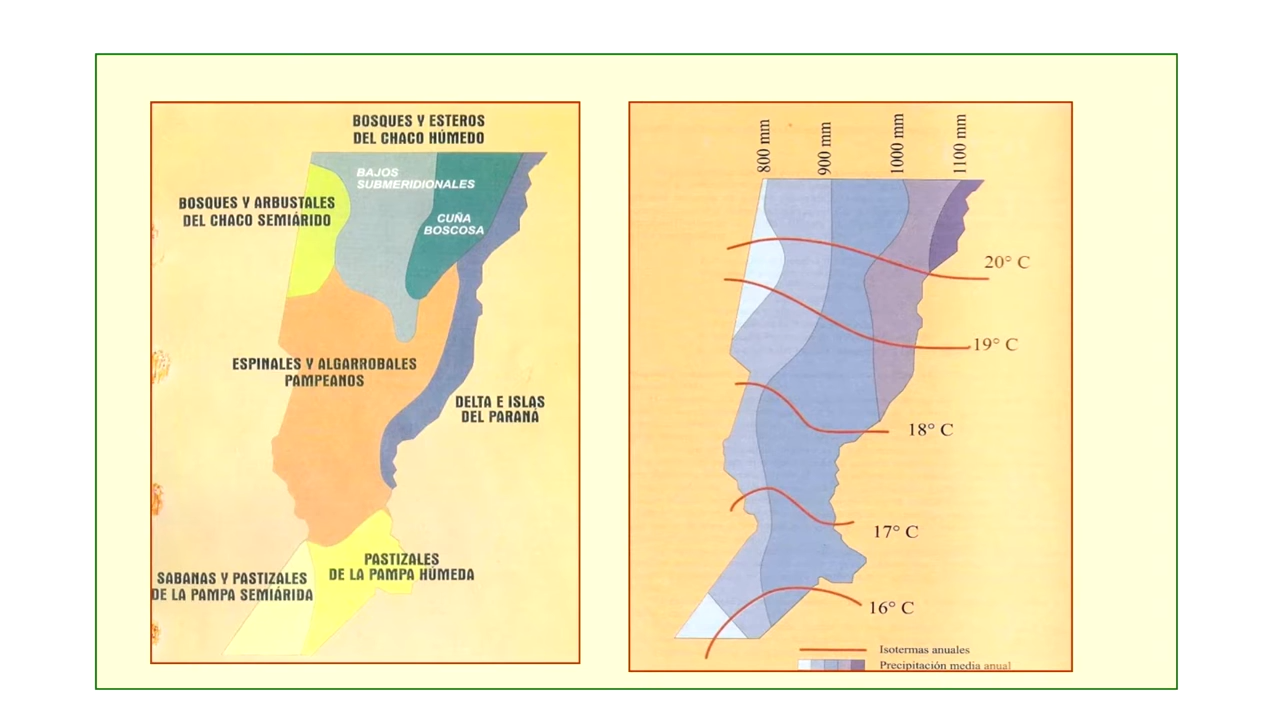 BOSQUES Y ESTEROS
DEL CHACO HÚMEDO
BAJOS
SUBMERIDIONALES
BOSQUES Y ARBUSTALES
DEL CHACO SEMIÁRIDO
CUÑA
BOSCOSA
ESPINALES Y ALGARROBALES
PAMPEANOS
DELTA E ISLAS
DEL PARANÁ
PASTIZALES
DE LA PAMPA HÚMEDA
SABANAS Y PASTIZALES
DE LA PAMPA SEMIÁRIDA
800 mm
900 mm
1000 mm
1100 mm
20° C
19° C
18° C
17° C
16° C
Isotermas anuales
Precipitación media anual